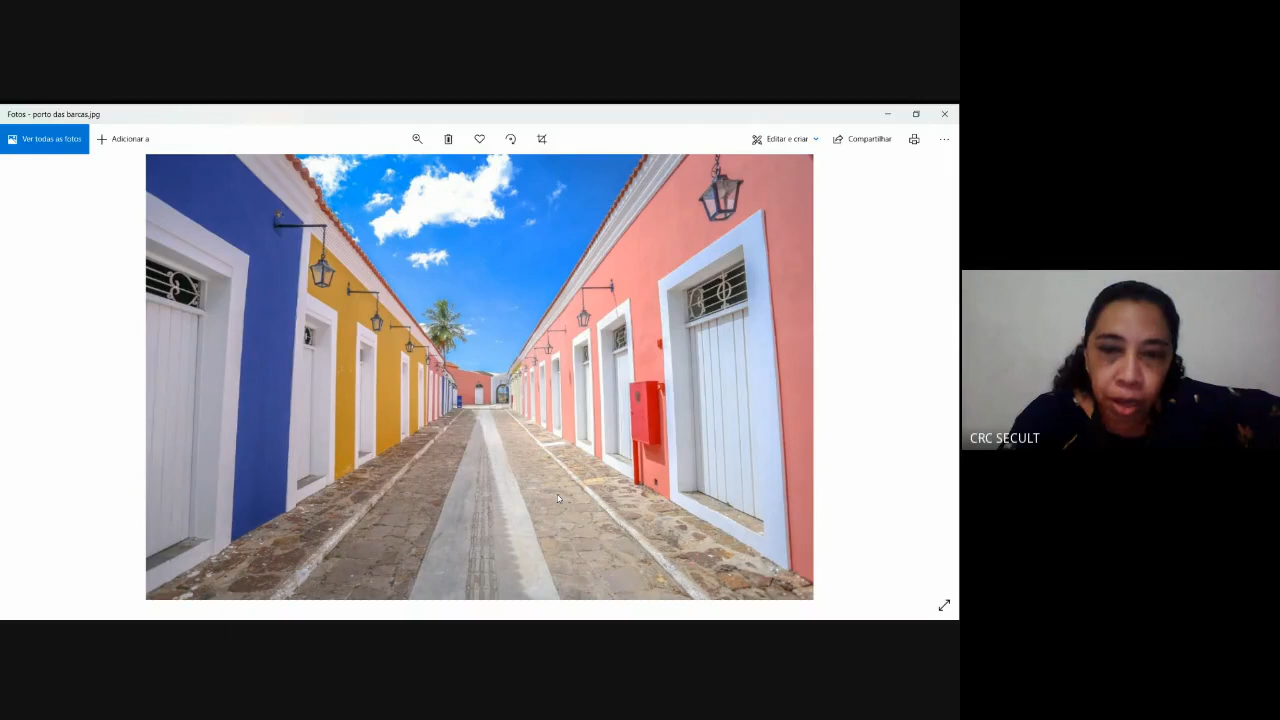 Fotos - porto das barcas.jpg
Ver todas as fotos
Adicionar a
Editar e criar
Compartilhar
CRC SECULT